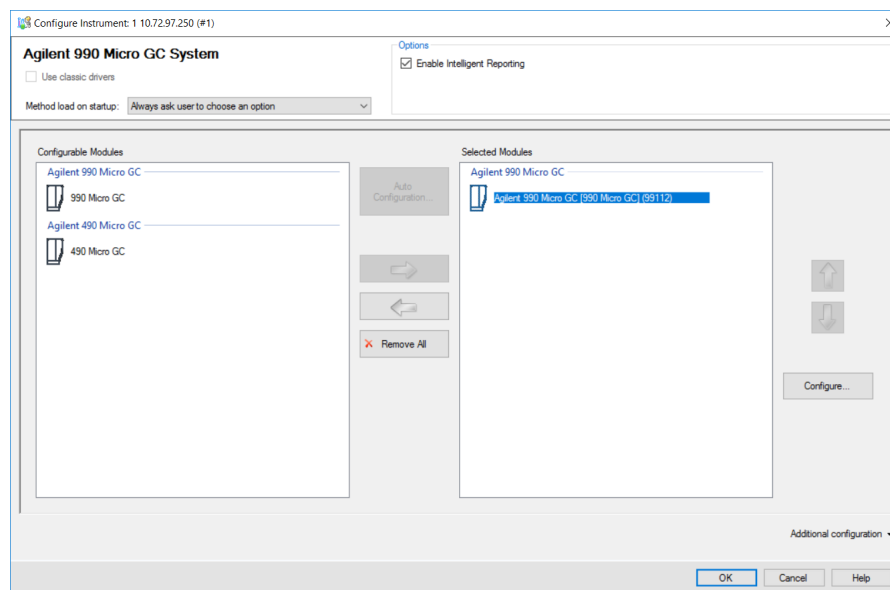 Configure Instrument: 1 10.72.97.250 (#1)
Agilent 990 Micro GC System
Use classic drivers
Method load on startup: Always ask user to choose an option
Options
Enable Intelligent Reporting
Configurable Modules
Agilent 990 Micro GC
990 Micro GC
Agilent 490 Micro GC
490 Micro GC
Auto
Configuration...
Remove All
Selected Modules
Agilent 990 Micro GC
Agilent 990 Micro GC [990 Micro GC] (99112)
Configure...
Additional configuration
OK Cancel Help